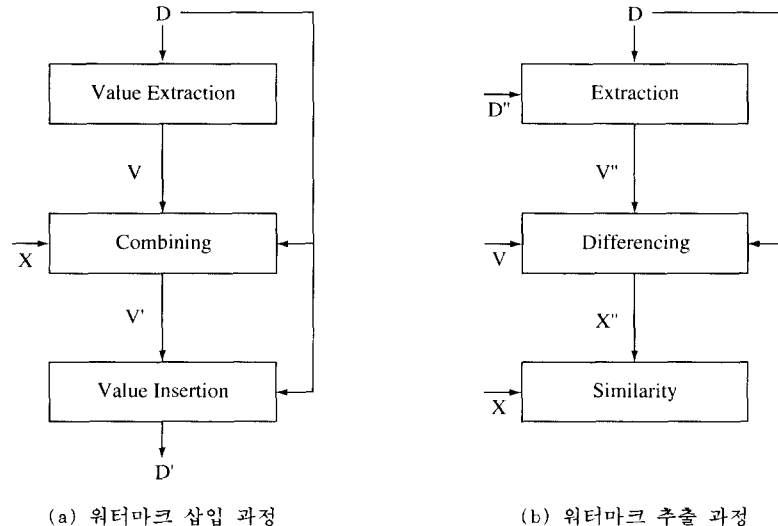 D
Value Extraction
V
Combining
X
V'
Value Insertion
D'
(a) 워터마크 삽입 과정
D
Extraction
D"
V"
Differencing
V
X"
Similarity
X
(b) 워터마크 추출 과정